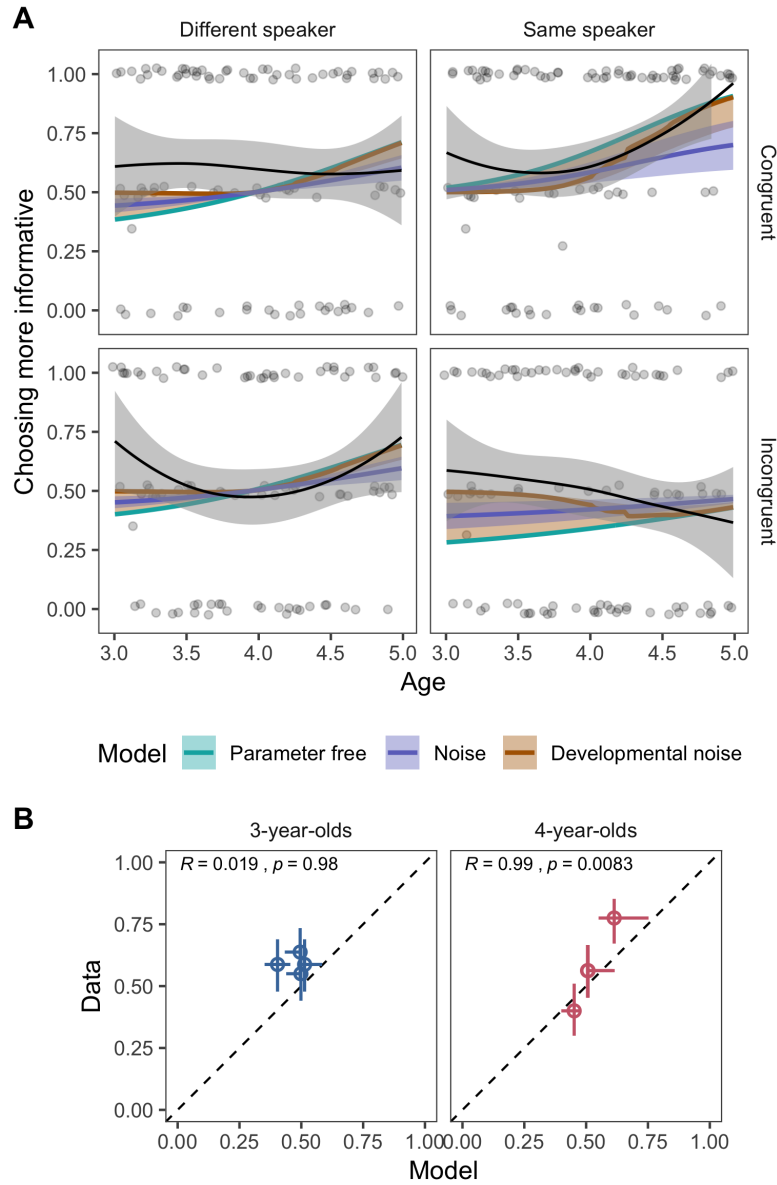 A
Different speaker
Same speaker
Choosing more informative
1.00
0.75
0.50
0.25
0.00
Congruent
1.00
0.75
0.50
0.25
0.00
Incongruent
3.0 3.5 4.0 4.5 5.0
3.0 3.5 4.0 4.5 5.0
Age
Model Parameter free Noise Developmental noise
B
3-year-olds
4-year-olds
R = 0.019 , p = 0.98
R = 0.99 , p = 0.0083
Data
1.00
0.75
0.50
0.25
0.00
0.00 0.25 0.50 0.75 1.00
0.00 0.25 0.50 0.75 1.00
Model